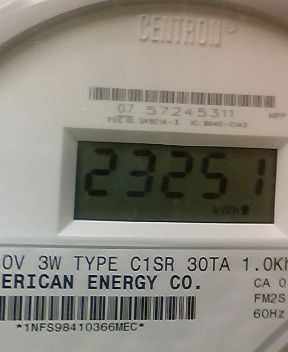 CENTRON
07 57245311
23251
kWh
0V 3W TYPE C1SR 30TA 1.0Kh
ERICAN ENERGY CO.
CA 0
FM2S
60Hz
*1NFS98410366MEC*